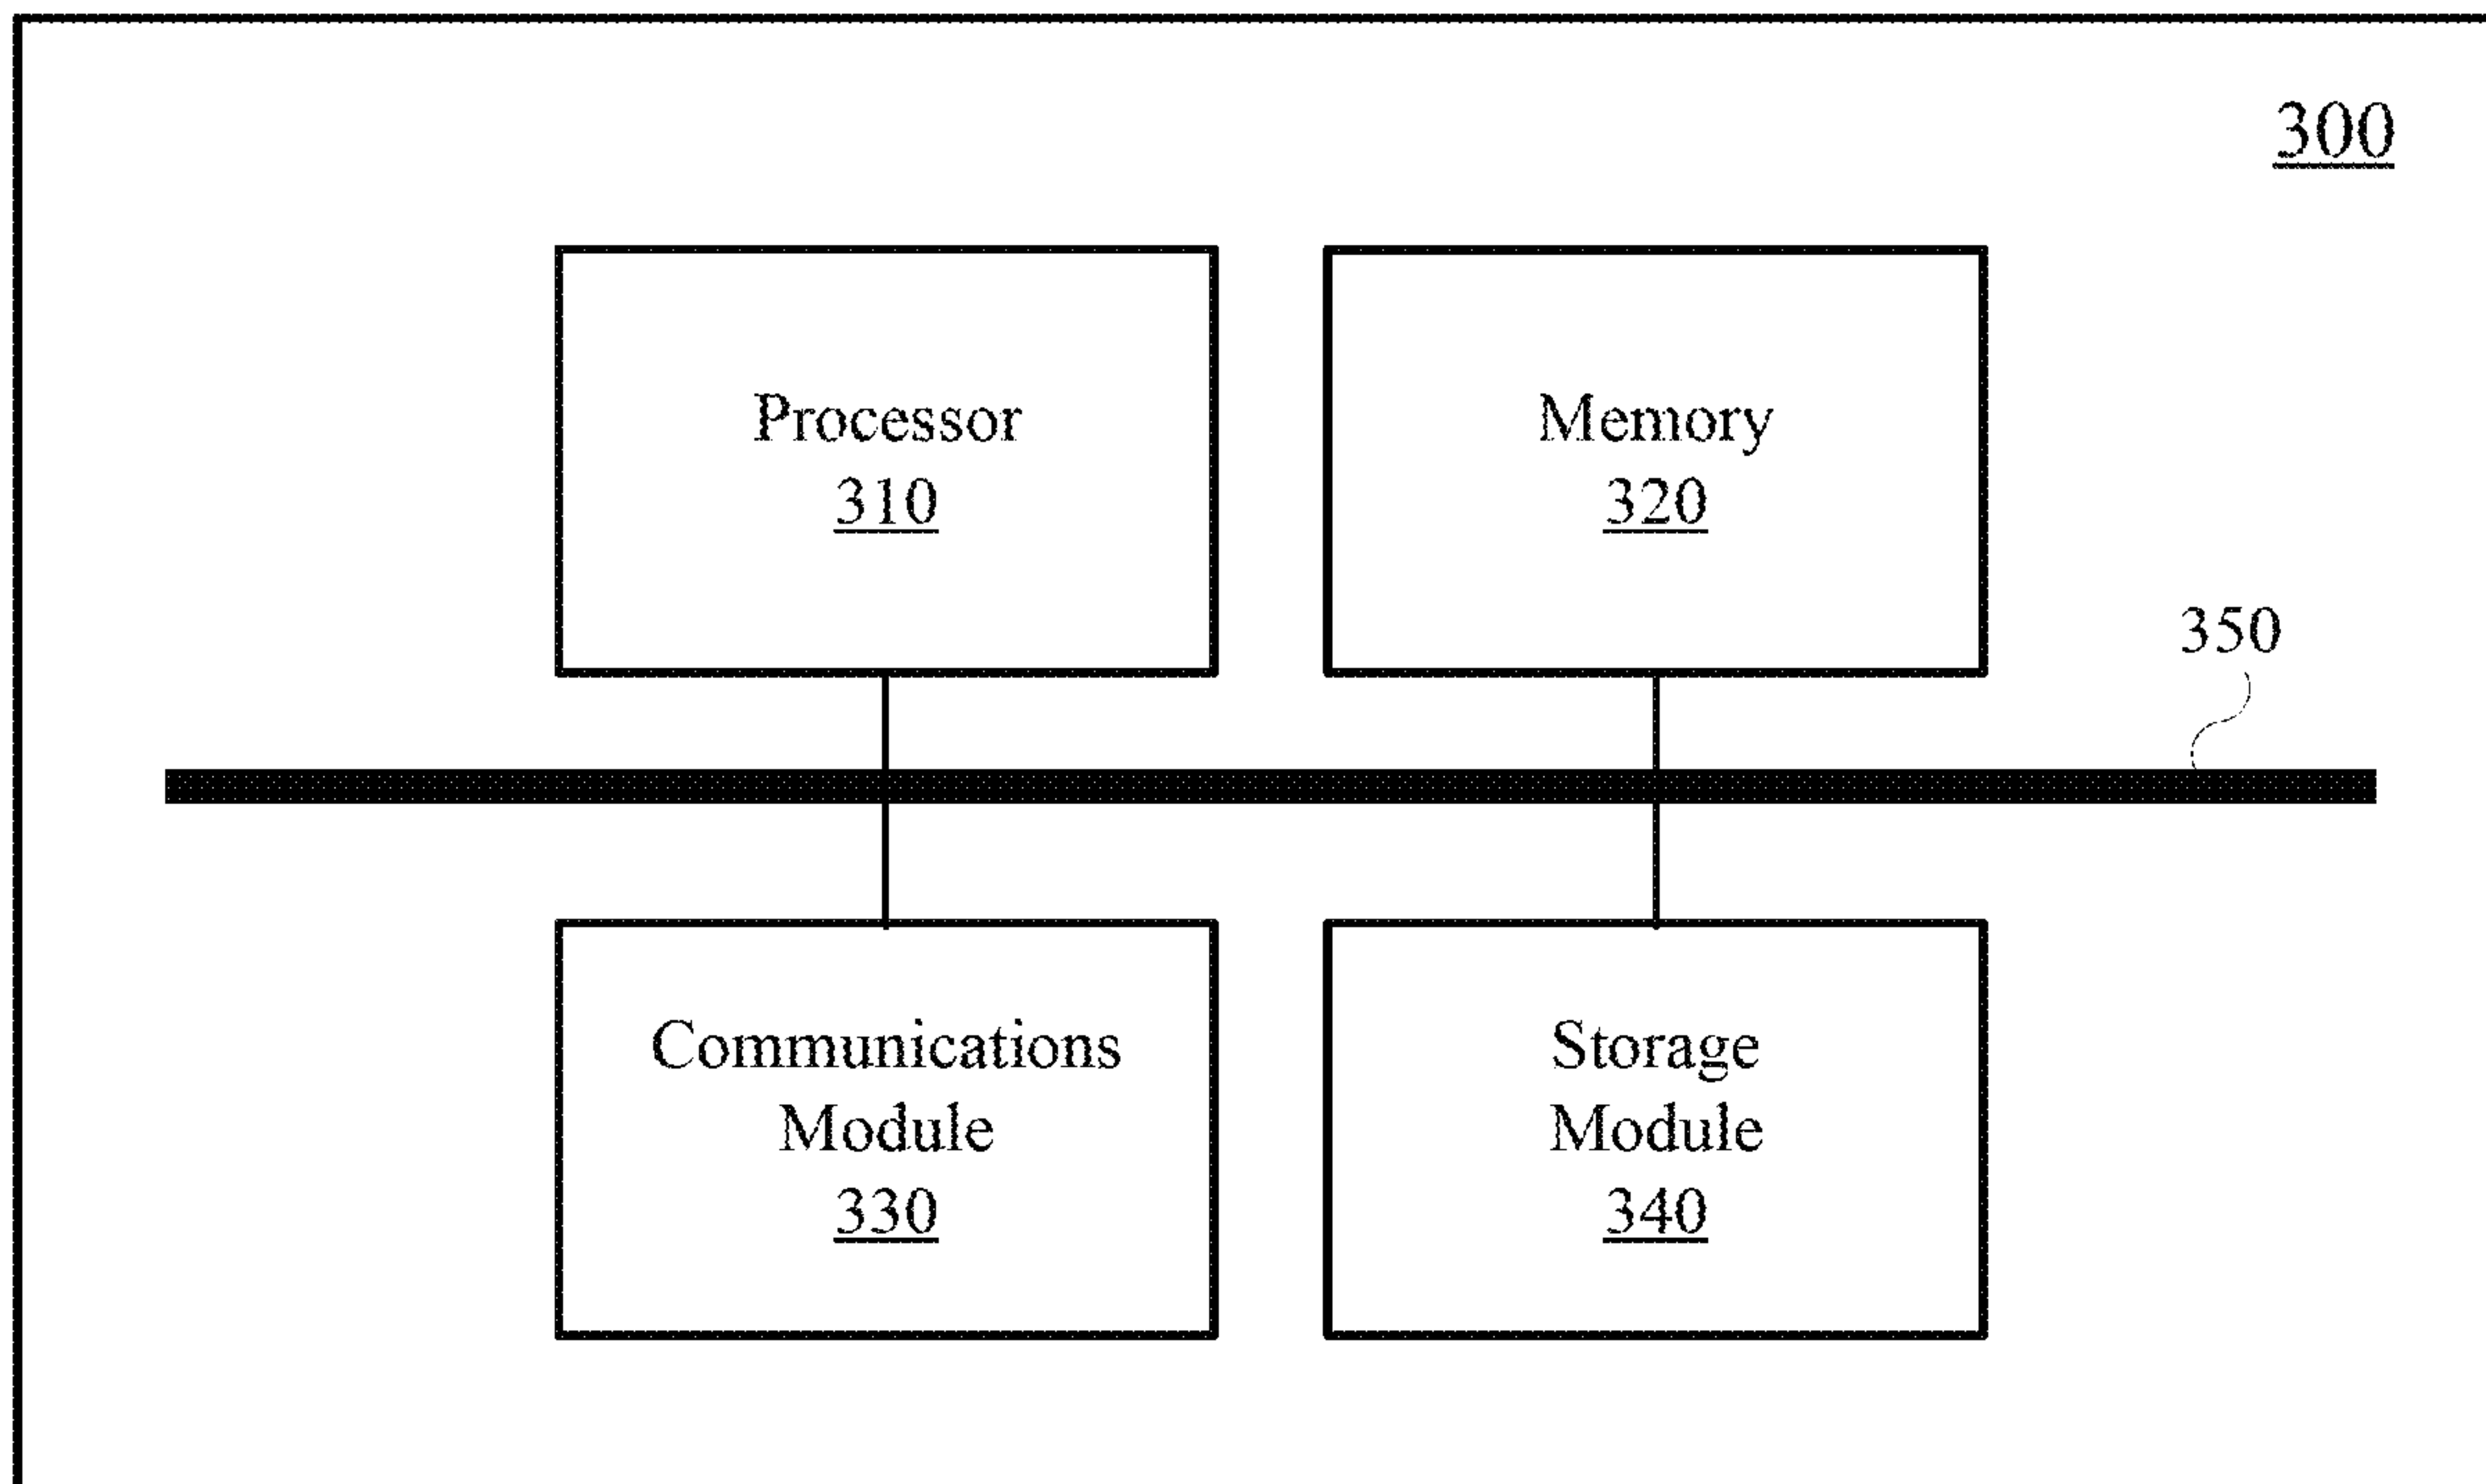 300
Processor
310
Memory
320
350
Communications
Module
330
Storage
Module
340